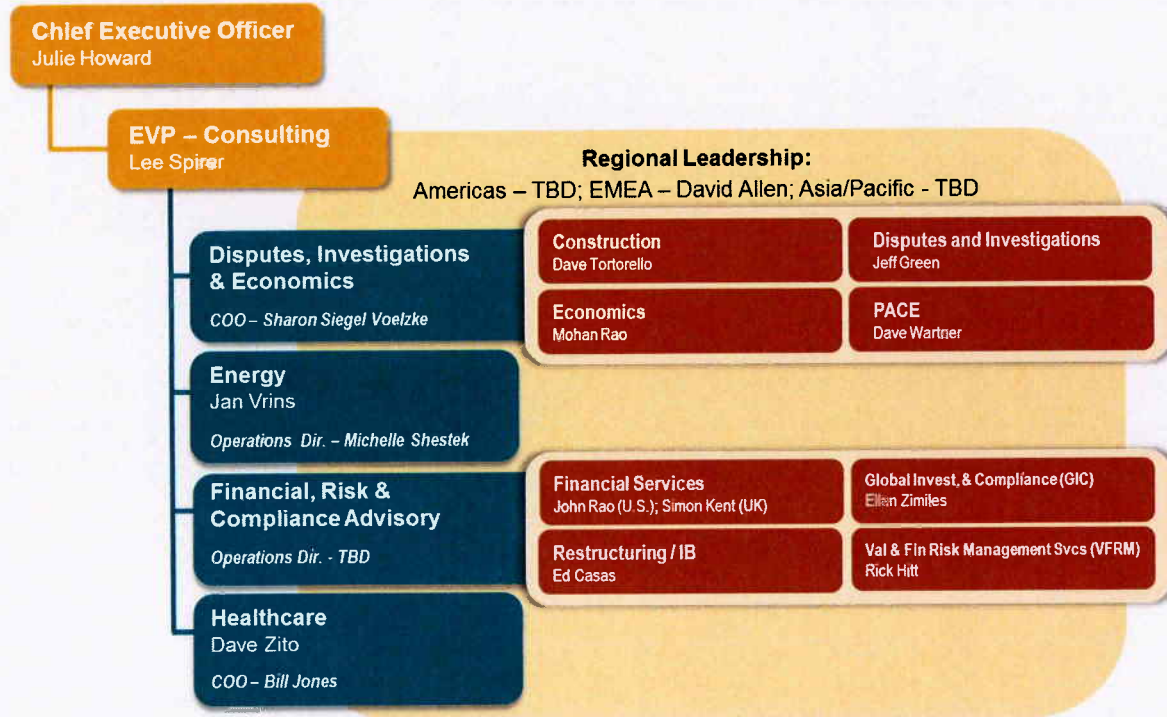 Chief Executive Officer
Julie Howard
EVP – Consulting
Lee Spirer
Regional Leadership:
Americas – TBD; EMEA – David Allen; Asia/Pacific - TBD
Disputes, Investigations
& Economics
COO – Sharon Siegel Voelzke
Construction
Dave Tortorello
Disputes and Investigations
Jeff Green
Economics
Mohan Rao
PACE
Dave Wartner
Energy
Jan Vrins
Operations Dir. – Michelle Shestek
Financial, Risk &
Compliance Advisory
Operations Dir. - TBD
Financial Services
John Rao (U.S.); Simon Kent (UK)
Global Invest, & Compliance (GIC)
Ellen Zimiles
Restructuring / IB
Ed Casas
Val & Fin Risk Management Svcs (VFRM)
Rick Hitt
Healthcare
Dave Zito
COO – Bill Jones